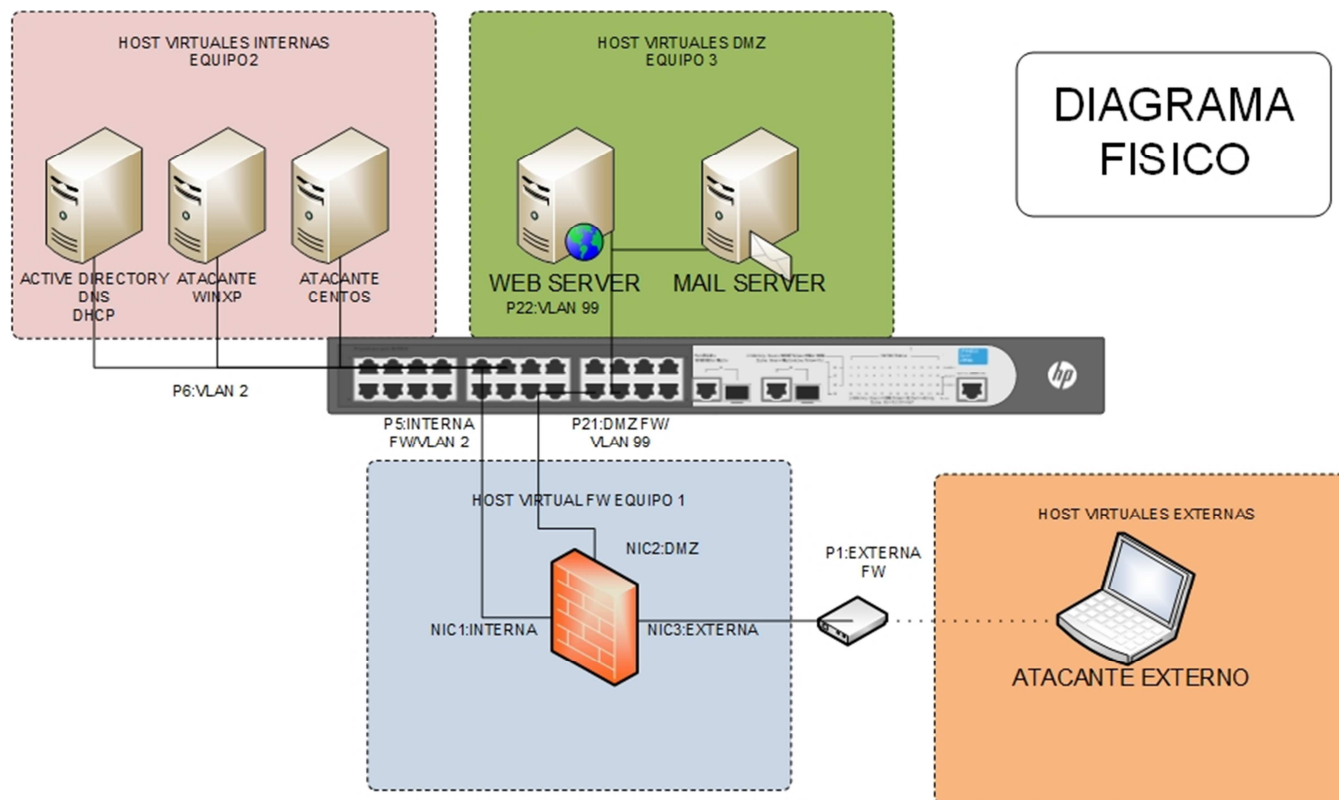 HOST VIRTUALES INTERNAS
EQUIPO2
ACTIVE DIRECTORY
DNS
DHCP
ATACANTE
WINXP
ATACANTE
CENTOS
HOST VIRTUALES DMZ
EQUIPO 3
WEB SERVER
MAIL SERVER
P22:VLAN 99
DIAGRAMA
FISICO
P6:VLAN 2
hp
P5:INTERNA
FW/VLAN 2
P21:DMZ FW/
VLAN 99
HOST VIRTUAL FW EQUIPO 1
NIC2:DMZ
NIC1:INTERNA
NIC3:EXTERNA
P1:EXTERNA
FW
HOST VIRTUALES EXTERNAS
ATACANTE EXTERNO